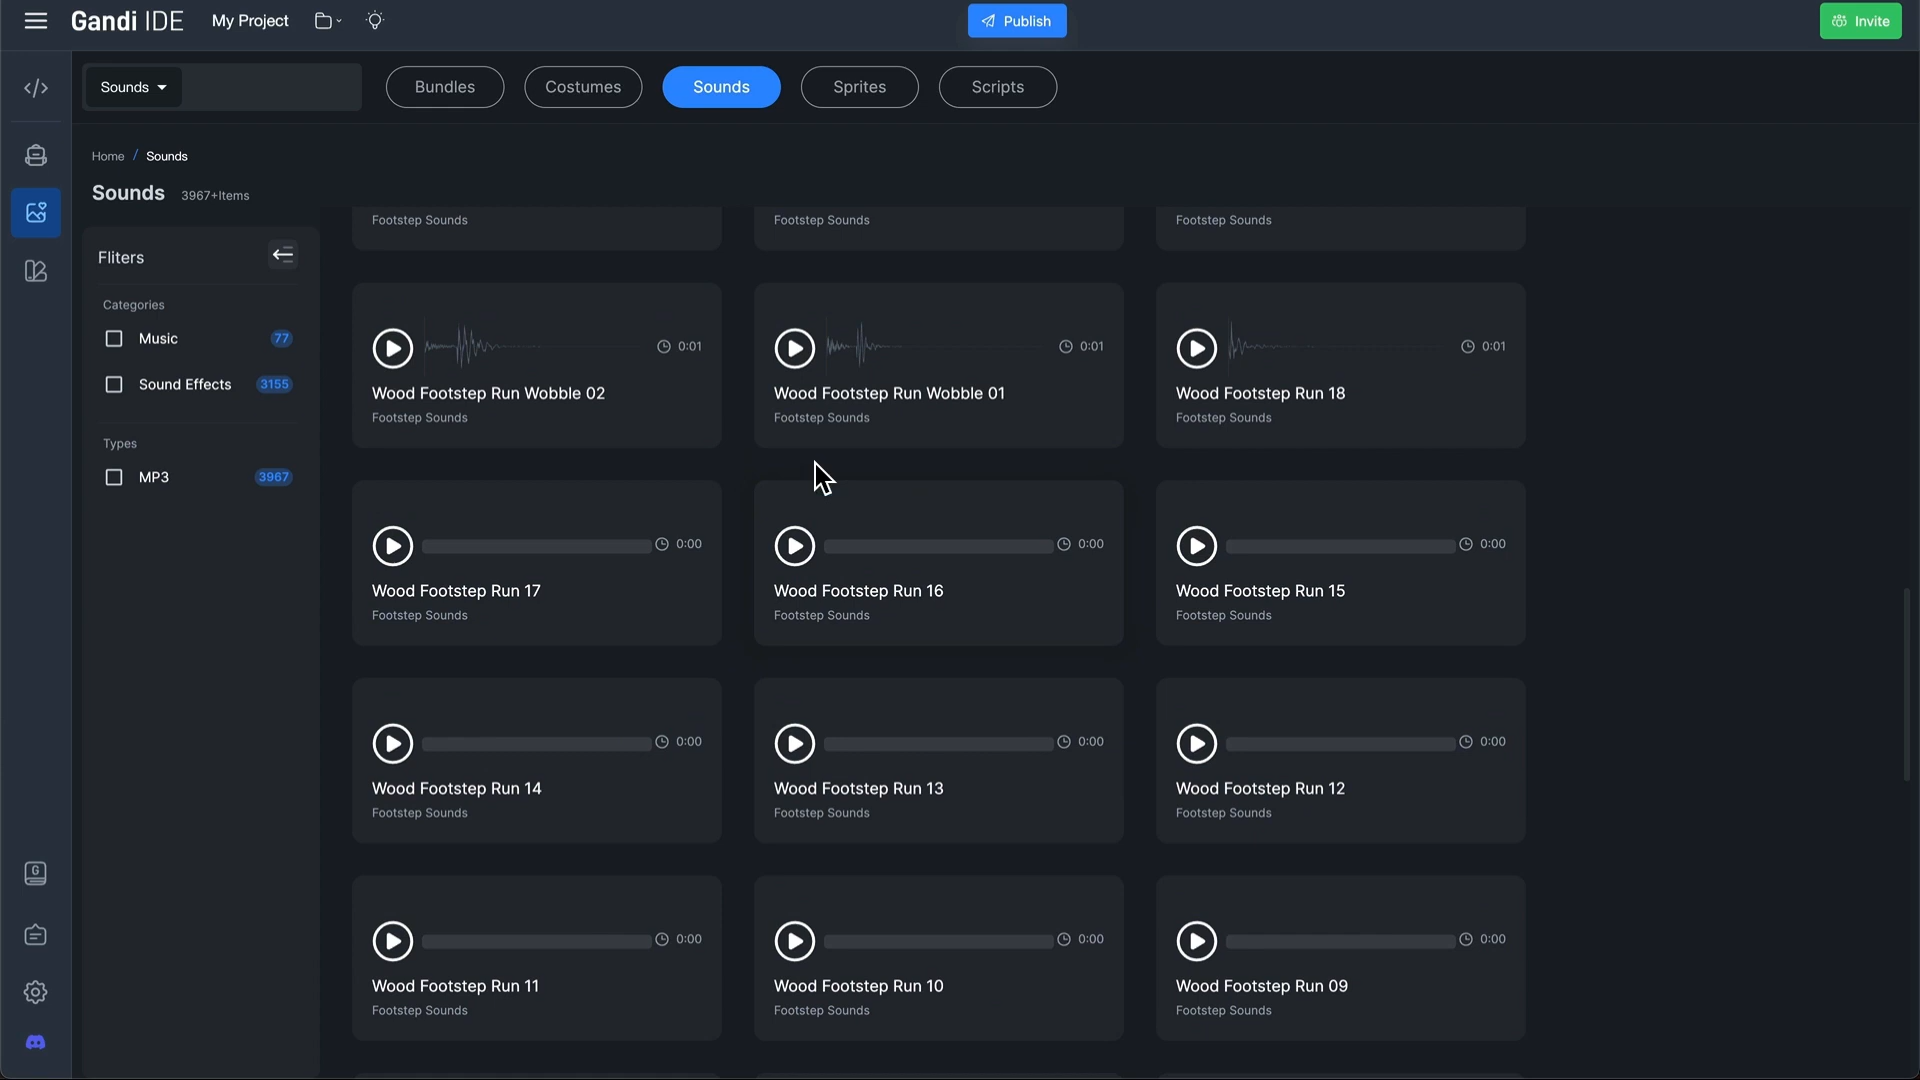 Gandi IDE My Project Publish Invite
Sounds Bundles Costumes Sounds Sprites Scripts
Home / Sounds
Sounds 3967+Items
Fliters
Categories
Music 77
Sound Effects 3155
Types
MP3 3967
Footstep Sounds Footstep Sounds Footstep Sounds
0:01 0:01 0:01
Wood Footstep Run Wobble 02 Wood Footstep Run Wobble 01 Wood Footstep Run 18
Footstep Sounds Footstep Sounds Footstep Sounds
0:00 0:00 0:00
Wood Footstep Run 17 Wood Footstep Run 16 Wood Footstep Run 15
Footstep Sounds Footstep Sounds Footstep Sounds
0:00 0:00 0:00
Wood Footstep Run 14 Wood Footstep Run 13 Wood Footstep Run 12
Footstep Sounds Footstep Sounds Footstep Sounds
0:00 0:00 0:00
Wood Footstep Run 11 Wood Footstep Run 10 Wood Footstep Run 09
Footstep Sounds Footstep Sounds Footstep Sounds